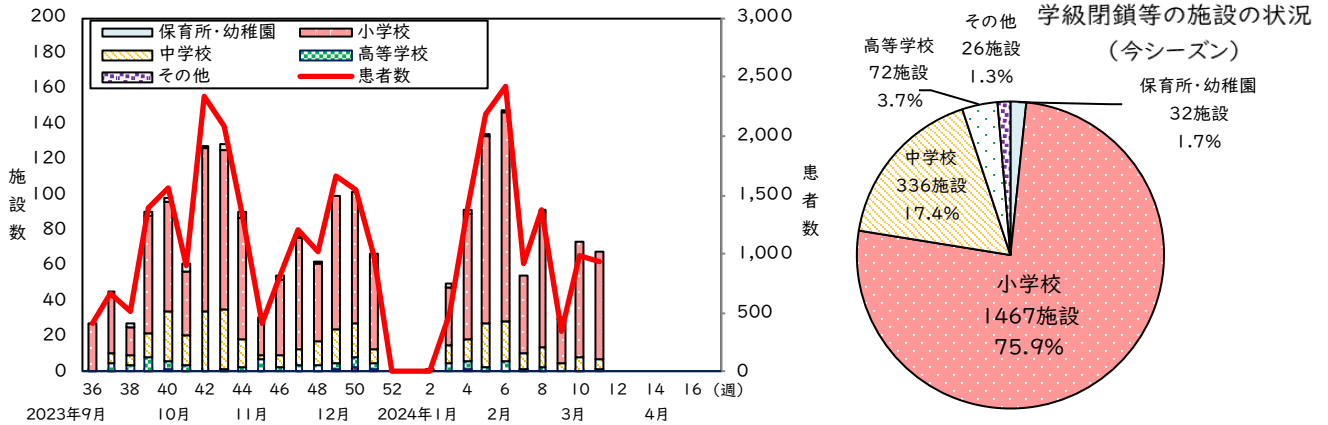 200
180
160
140
120
100
80
60
40
20
0
施設数
保育所・幼稚園
小学校
中学校
高等学校
その他
患者数
3,000
2,500
2,000
1,500
1,000
500
0
患者数
36 38 40 42 44 46 48 50 52 2 4 6 8 10 12 14 16 (週)
2023年9月 10月 11月 12月 2024年1月 2月 3月 4月
学級閉鎖等の施設の状況
(今シーズン)
その他
26施設
1.3%
高等学校
72施設
3.7%
保育所・幼稚園
32施設
1.7%
中学校
336施設
17.4%
小学校
1467施設
75.9%